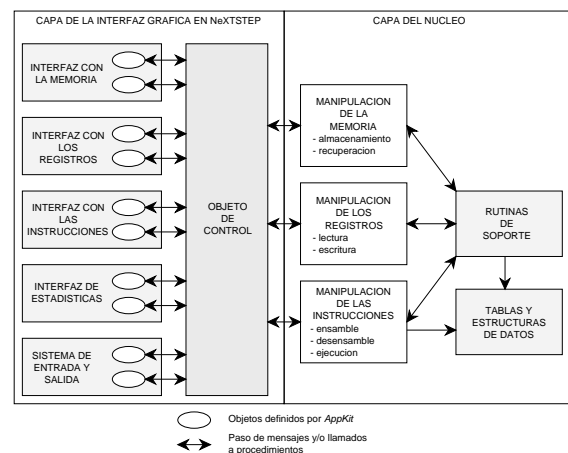 CAPA DE LA INTERFAZ GRAFICA EN NeXTSTEP
CAPA DEL NUCLEO
INTERFAZ CON
LA MEMORIA
INTERFAZ CON
LOS
REGISTROS
INTERFAZ CON
LAS
INSTRUCCIONES
INTERFAZ DE
ESTADISTICAS
SISTEMA DE
ENTRADA Y
SALIDA
OBJETO
DE
CONTROL
MANIPULACION
DE LA
MEMORIA
- almacenamiento
- recuperacion
MANIPULACION
DE LOS
REGISTROS
- lectura
- escritura
MANIPULACION
DE LAS
INSTRUCCIONES
- ensamble
- desensamble
- ejecucion
RUTINAS
DE
SOPORTE
TABLAS Y
ESTRUCTURAS
DE DATOS
Objetos definidos por AppKit
Paso de mensajes y/o llamados
a procedimientos